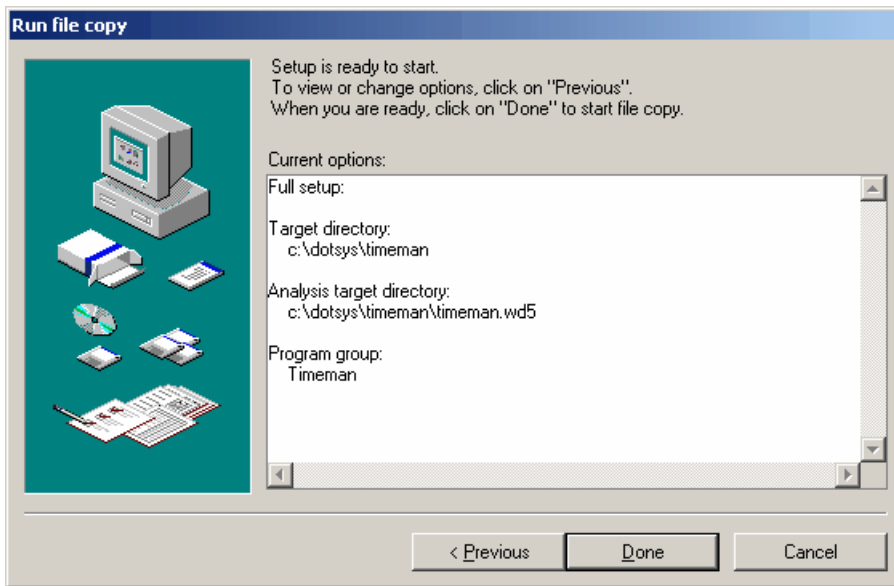 Run file copy
Setup is ready to start.
To view or change options, click on "Previous".
When you are ready, click on "Done" to start file copy.
Current options:
Full setup:
Target directory:
c:\dotsys\timeman
Analysis target directory:
c:\dotsys\timeman\timeman.wd5
Program group:
Timeman
< Previous
Done
Cancel